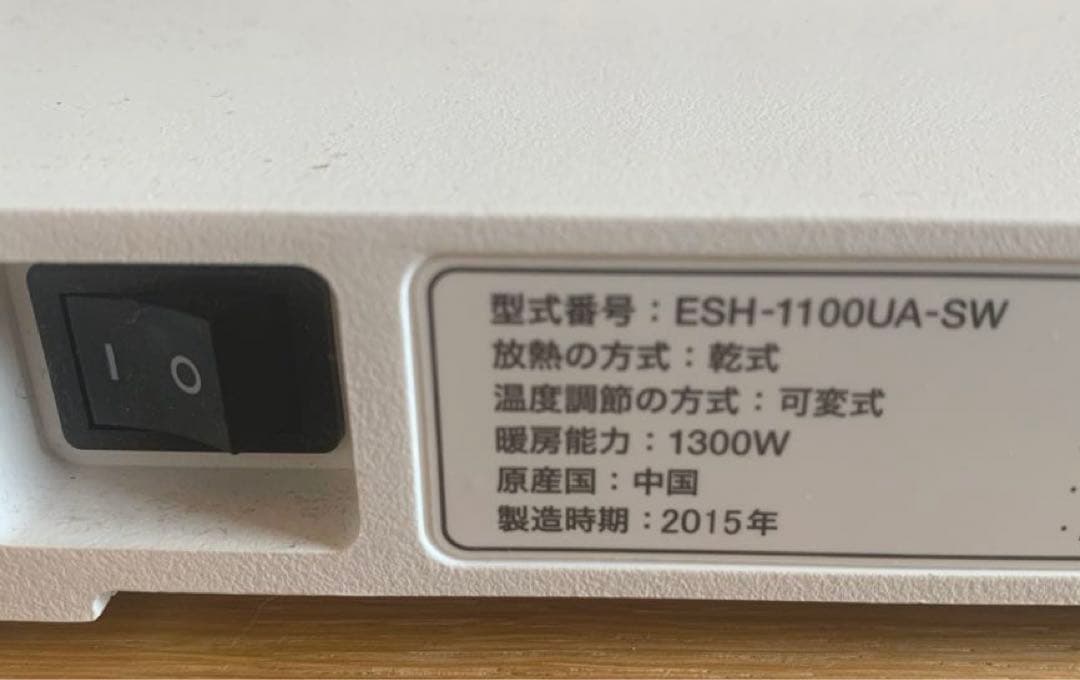 I O
型式番号：ESH-1100UA-SW
放熱の方式：乾式
温度調節の方式：可変式
暖房能力：1300W
原産国：中国
製造時期：2015年